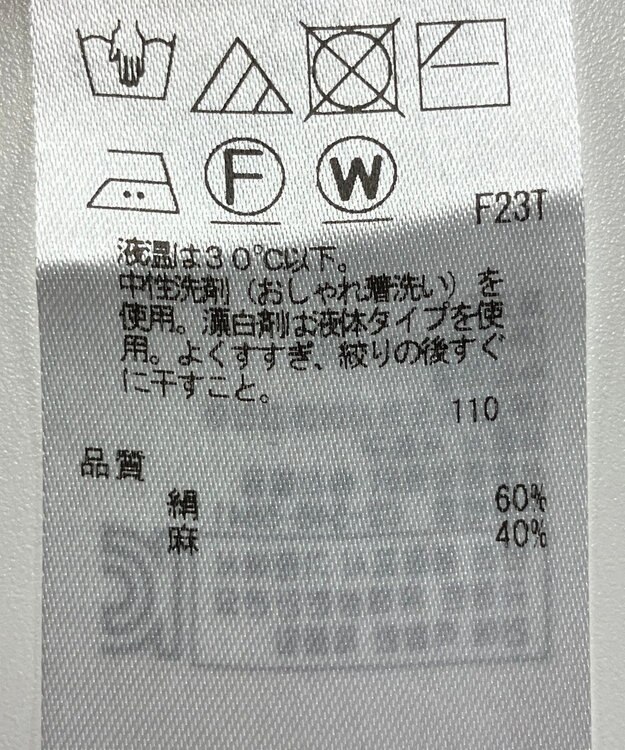 F W
F23T
液温は30℃以下。
中性洗剤（おしゃれ着洗い）を
使用。漂白剤は液体タイプを使
用。よくすすぎ、絞りの後すぐ
に干すこと。
110
品質
絹 60%
麻 40%